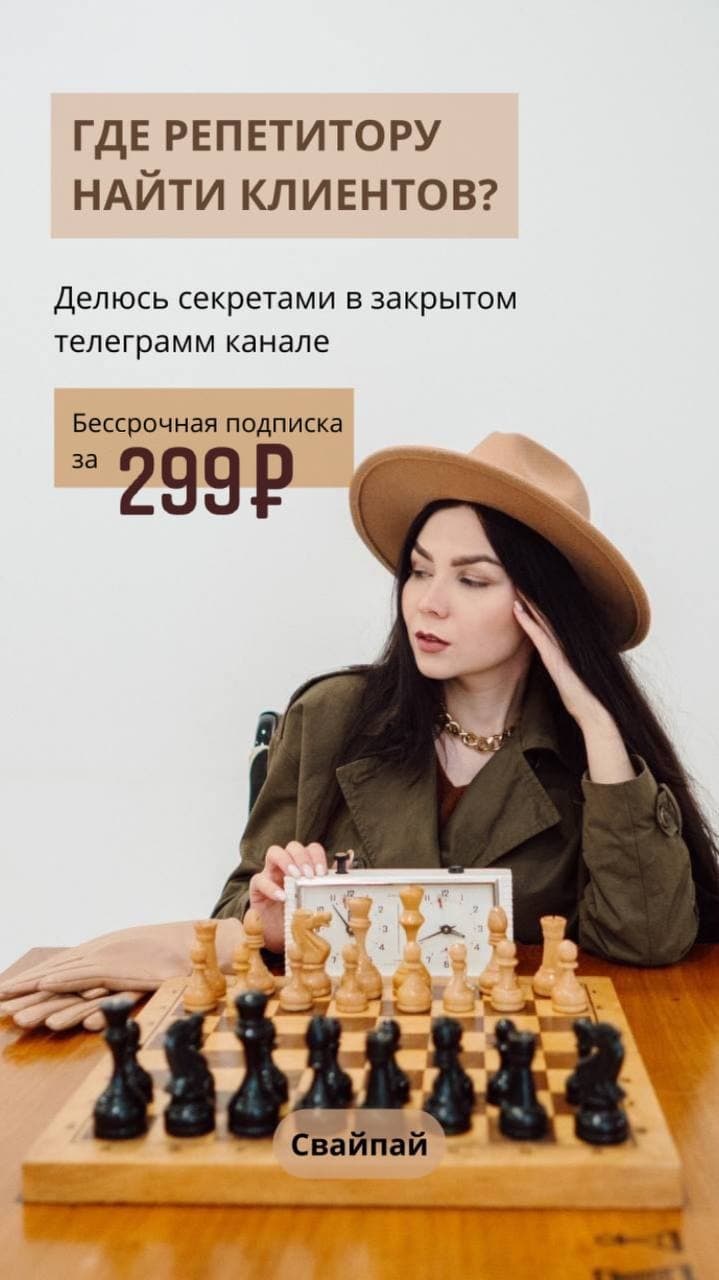 ГДЕ РЕПЕТИТОРУ
НАЙТИ КЛИЕНТОВ?
Делюсь секретами в закрытом
телеграмм канале
Бессрочная подписка
за 299₽
Свайпай